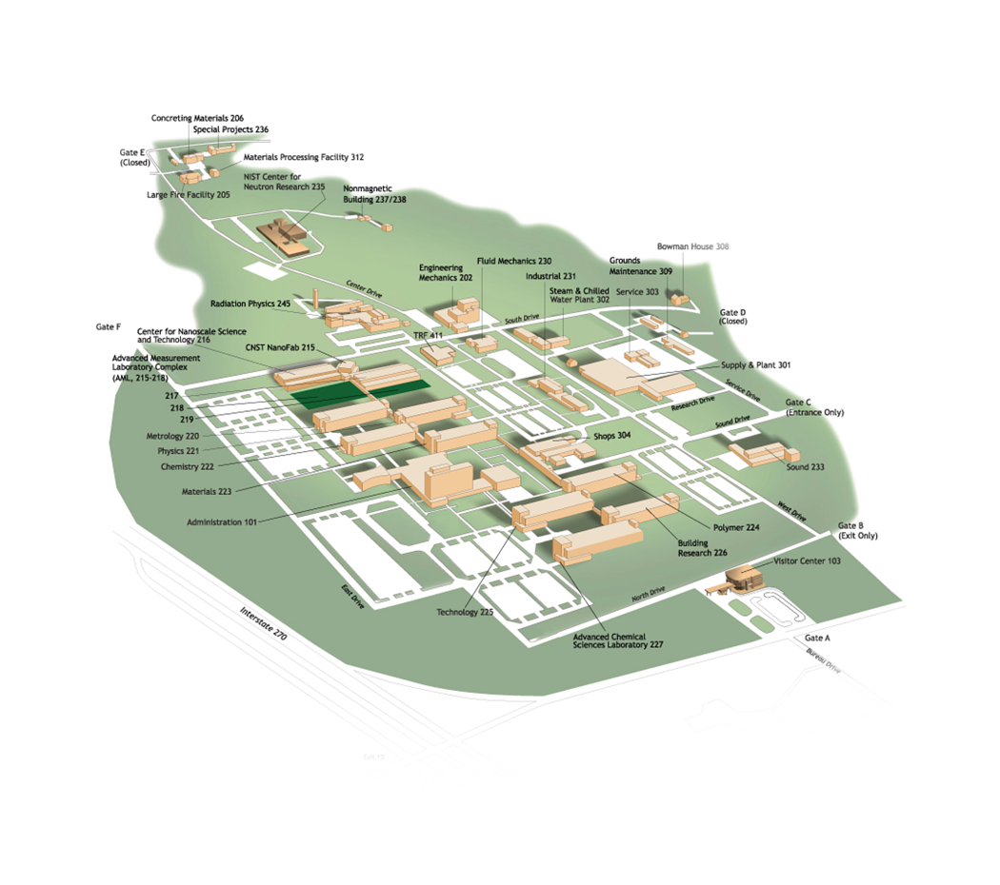 Concreting Materials 206
Special Projects 236
Gate E
(Closed)
Materials Processing Facility 312
NIST Center for
Neutron Research 235
Nonmagnetic
Building 237/238
Large Fire Facility 205
Bowman House 308
Fluid Mechanics 230
Grounds
Maintenance 309
Engineering
Mechanics 202
Industrial 231
Center Drive
Steam & Chilled
Water Plant 302
Service 303
Radiation Physics 245
South Drive
Gate D
(Closed)
Gate F
Center for Nanoscale Science
and Technology 216
TRF 411
CNST NanoFab 215
Advanced Measurement
Laboratory Complex
(AML, 215-218)
Supply & Plant 301
217
218
219
Service Drive
Research Drive
Gate C
(Entrance Only)
Sound Drive
Metrology 220
Shops 304
Physics 221
Chemistry 222
Sound 233
Materials 223
West Drive
Administration 101
Polymer 224
Gate B
(Exit Only)
Building
Research 226
Visitor Center 103
East Drive
North Drive
Technology 225
Interstate 270
Advanced Chemical
Sciences Laboratory 227
Gate A
Bureau Drive